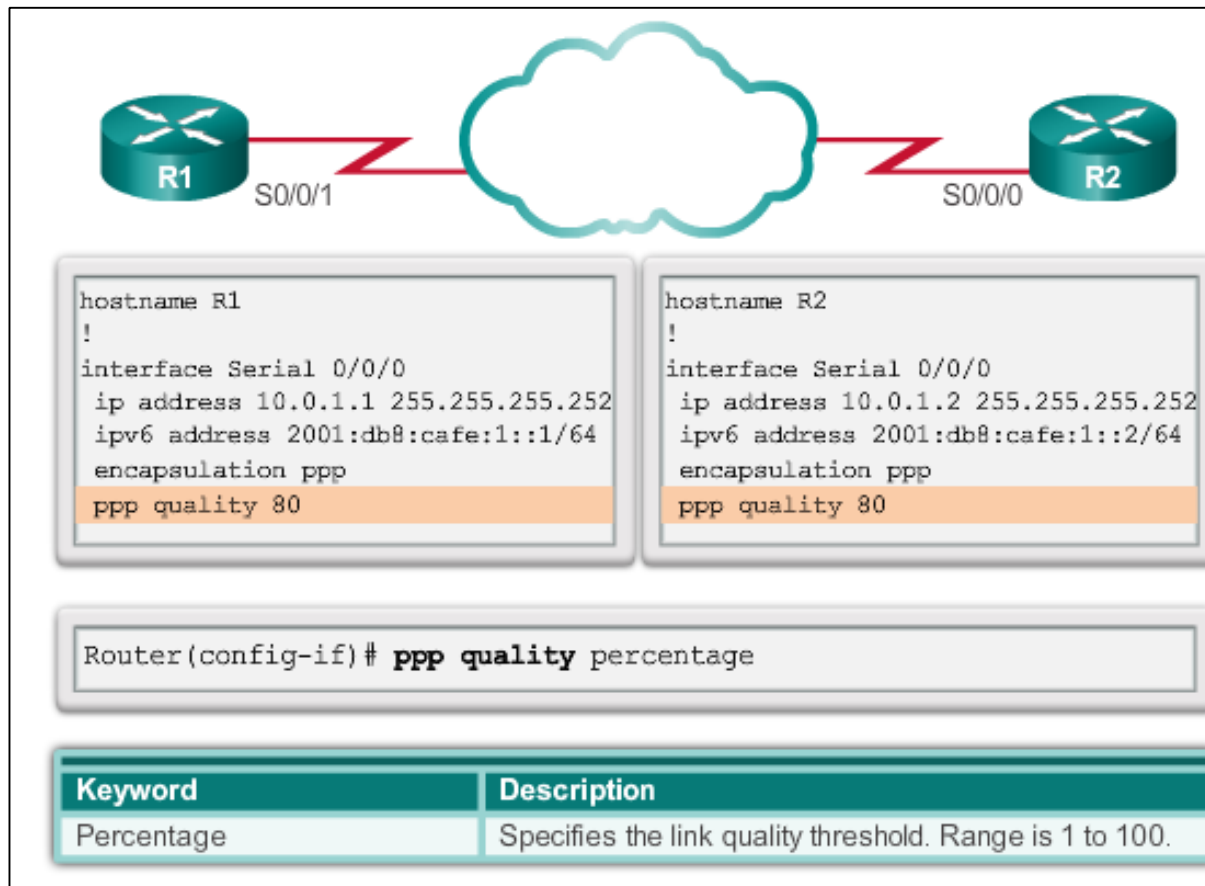 R1
S0/0/1
S0/0/0
R2
hostname R1
!
interface Serial 0/0/0
ip address 10.0.1.1 255.255.255.252
ipv6 address 2001:db8:cafe:1::1/64
encapsulation ppp
ppp quality 80
hostname R2
!
interface Serial 0/0/0
ip address 10.0.1.2 255.255.255.252
ipv6 address 2001:db8:cafe:1::2/64
encapsulation ppp
ppp quality 80
Router(config-if)# ppp quality percentage
Keyword Description
Percentage Specifies the link quality threshold. Range is 1 to 100.